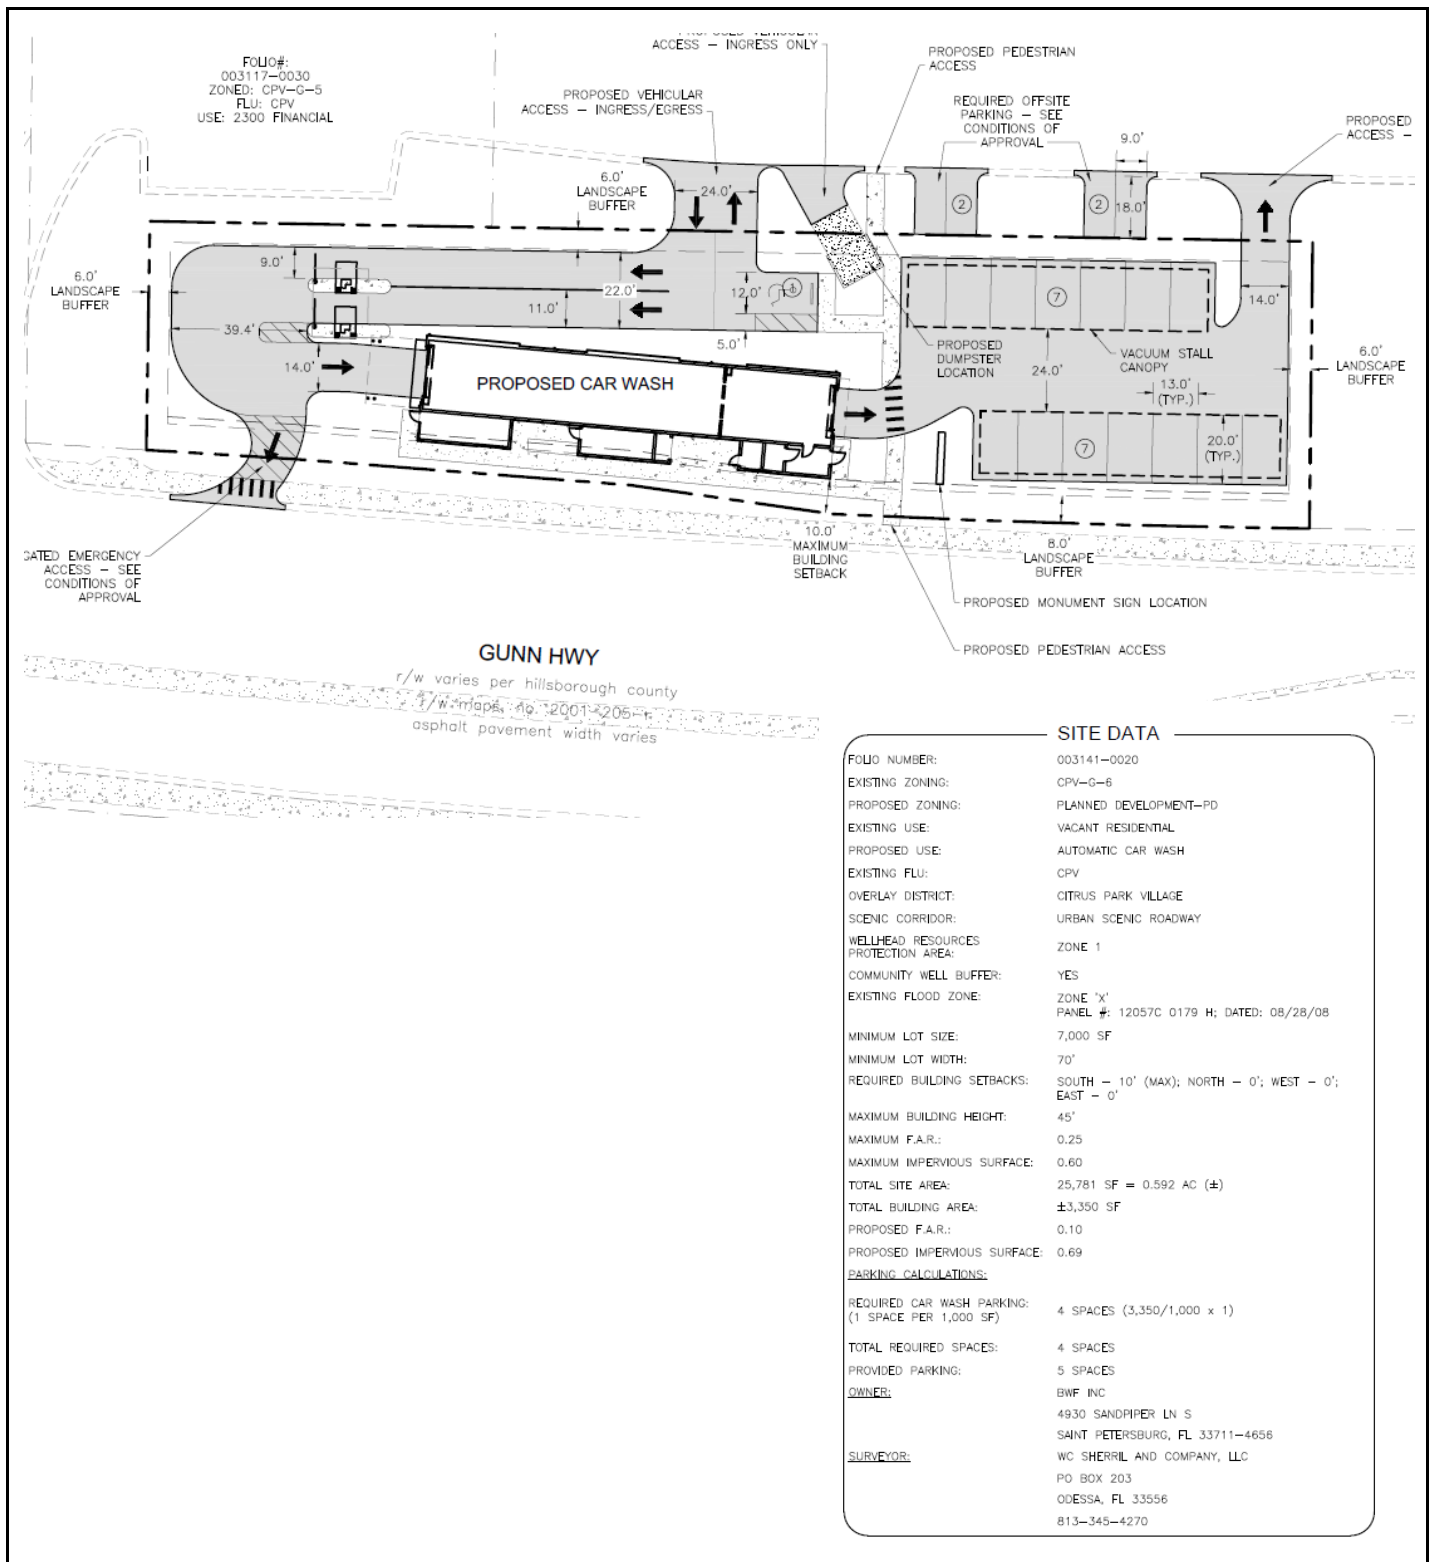 FOLIO#:
003117-0030
ZONED: CPV-G-5
FLU: CPV
USE: 2300 FINANCIAL
PROPOSED VEHICULAR
ACCESS – INGRESS ONLY
PROPOSED VEHICULAR
ACCESS – INGRESS/EGRESS
PROPOSED PEDESTRIAN
ACCESS
REQUIRED OFFSITE
PARKING – SEE
CONDITIONS OF
APPROVAL
9.0'
PROPOSED
ACCESS –
6.0'
LANDSCAPE
BUFFER
24.0'
2
2
18.0'
6.0'
LANDSCAPE
BUFFER
9.0'
22.0'
11.0'
12.0'
1
7
14.0'
39.4'
5.0'
14.0'
PROPOSED CAR WASH
PROPOSED
DUMPSTER
LOCATION
24.0'
VACUUM STALL
CANOPY
13.0'
(TYP.)
6.0'
LANDSCAPE
BUFFER
7
20.0'
(TYP.)
GATED EMERGENCY
ACCESS – SEE
CONDITIONS OF
APPROVAL
10.0'
MAXIMUM
BUILDING
SETBACK
8.0'
LANDSCAPE
BUFFER
PROPOSED MONUMENT SIGN LOCATION
PROPOSED PEDESTRIAN ACCESS
GUNN HWY
r/w varies per hillsborough county
r/w maps, no. 2001-205-r
asphalt pavement width varies
SITE DATA
FOLIO NUMBER: 003141-0020
EXISTING ZONING: CPV-G-6
PROPOSED ZONING: PLANNED DEVELOPMENT-PD
EXISTING USE: VACANT RESIDENTIAL
PROPOSED USE: AUTOMATIC CAR WASH
EXISTING FLU: CPV
OVERLAY DISTRICT: CITRUS PARK VILLAGE
SCENIC CORRIDOR: URBAN SCENIC ROADWAY
WELLHEAD RESOURCES
PROTECTION AREA: ZONE 1
COMMUNITY WELL BUFFER: YES
EXISTING FLOOD ZONE: ZONE 'X'
PANEL #: 12057C 0179 H; DATED: 08/28/08
MINIMUM LOT SIZE: 7,000 SF
MINIMUM LOT WIDTH: 70'
REQUIRED BUILDING SETBACKS: SOUTH – 10' (MAX); NORTH – 0'; WEST – 0';
EAST – 0'
MAXIMUM BUILDING HEIGHT: 45'
MAXIMUM F.A.R.: 0.25
MAXIMUM IMPERVIOUS SURFACE: 0.60
TOTAL SITE AREA: 25,781 SF = 0.592 AC (±)
TOTAL BUILDING AREA: ±3,350 SF
PROPOSED F.A.R.: 0.10
PROPOSED IMPERVIOUS SURFACE: 0.69
PARKING CALCULATIONS:
REQUIRED CAR WASH PARKING: 4 SPACES (3,350/1,000 x 1)
(1 SPACE PER 1,000 SF)
TOTAL REQUIRED SPACES: 4 SPACES
PROVIDED PARKING: 5 SPACES
OWNER: BWF INC
4930 SANDPIPER LN S
SAINT PETERSBURG, FL 33711-4656
SURVEYOR: WC SHERRIL AND COMPANY, LLC
PO BOX 203
ODESSA, FL 33556
813-345-4270